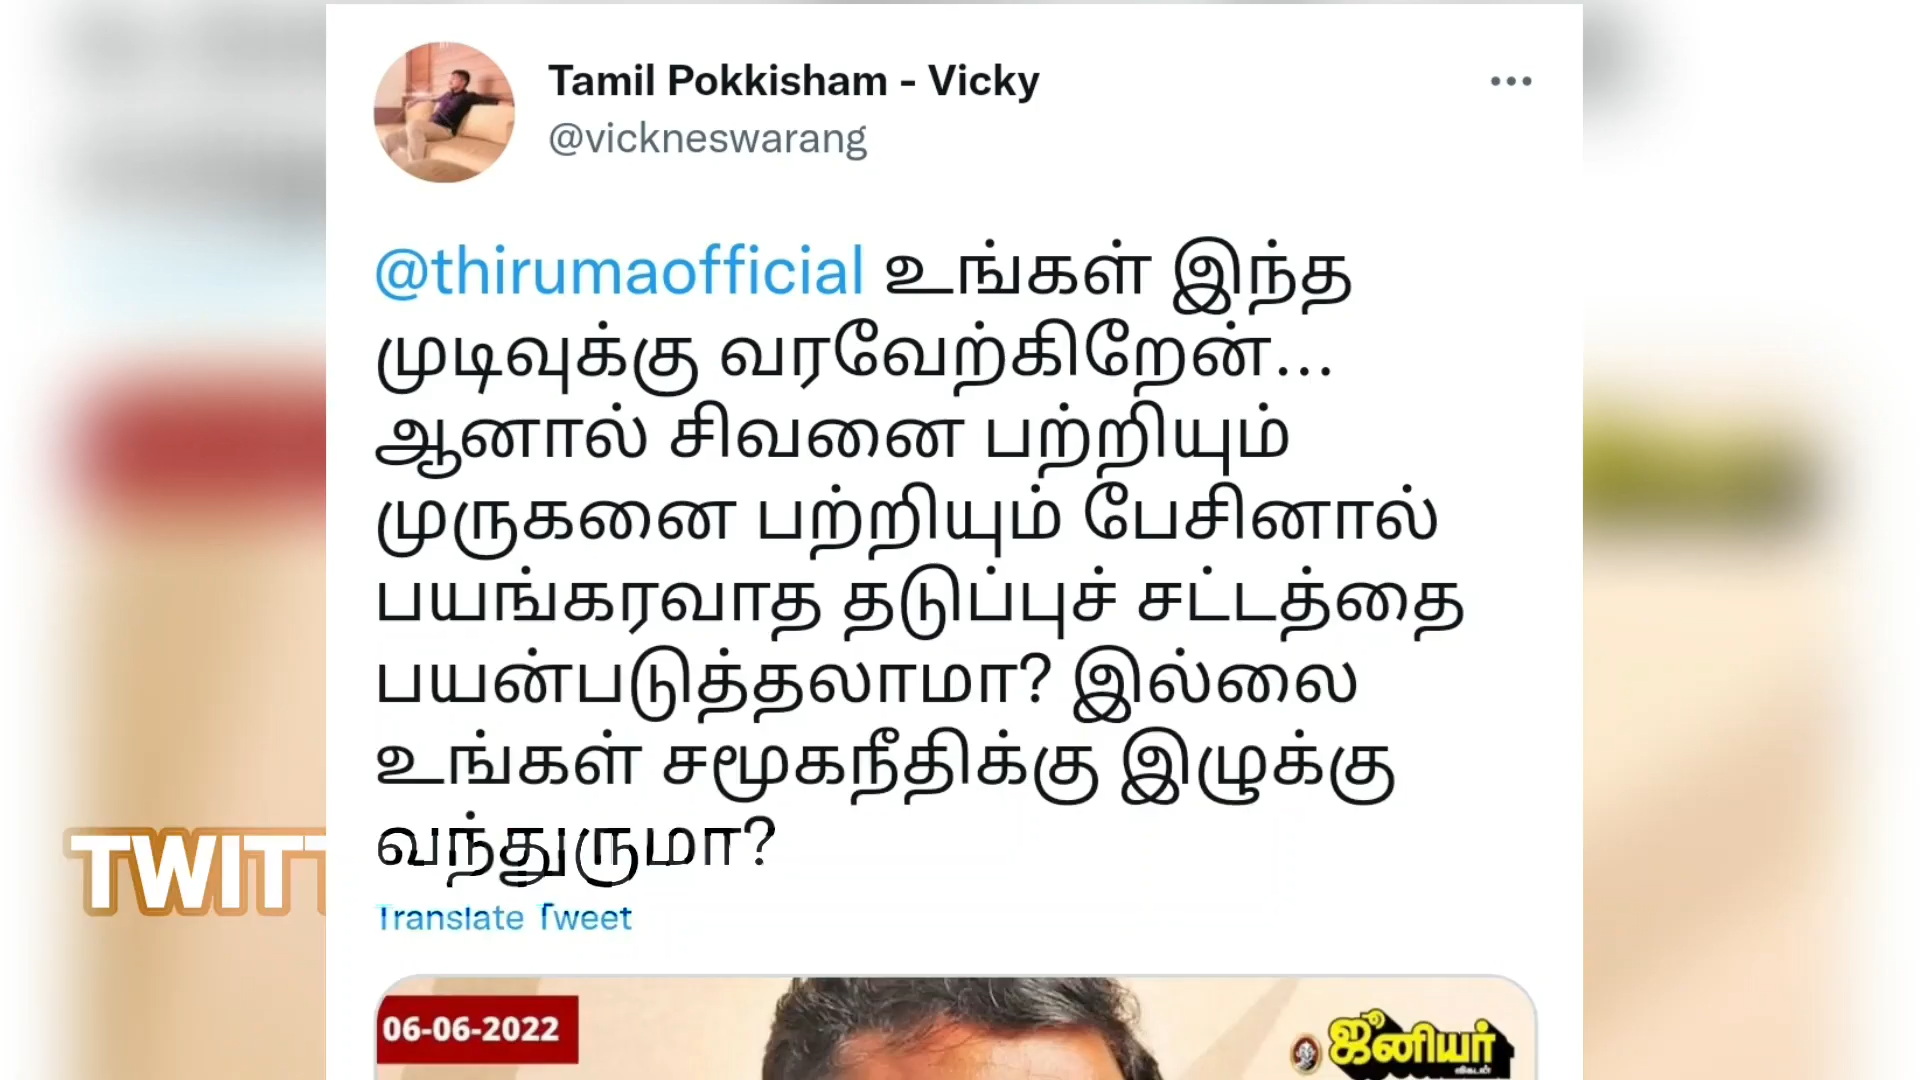 Tamil Pokkisham - Vicky
@vickneswarang
@thirumaofficial உங்கள் இந்த
முடிவுக்கு வரவேற்கிறேன்...
ஆனால் சிவனை பற்றியும்
முருகனை பற்றியும் பேசினால்
பயங்கரவாத தடுப்புச் சட்டத்தை
பயன்படுத்தலாமா? இல்லை
உங்கள் சமூகநீதிக்கு இழுக்கு
வந்துருமா?
TWITT
Translate Tweet
06-06-2022
ஜூனியர்
விகடன்